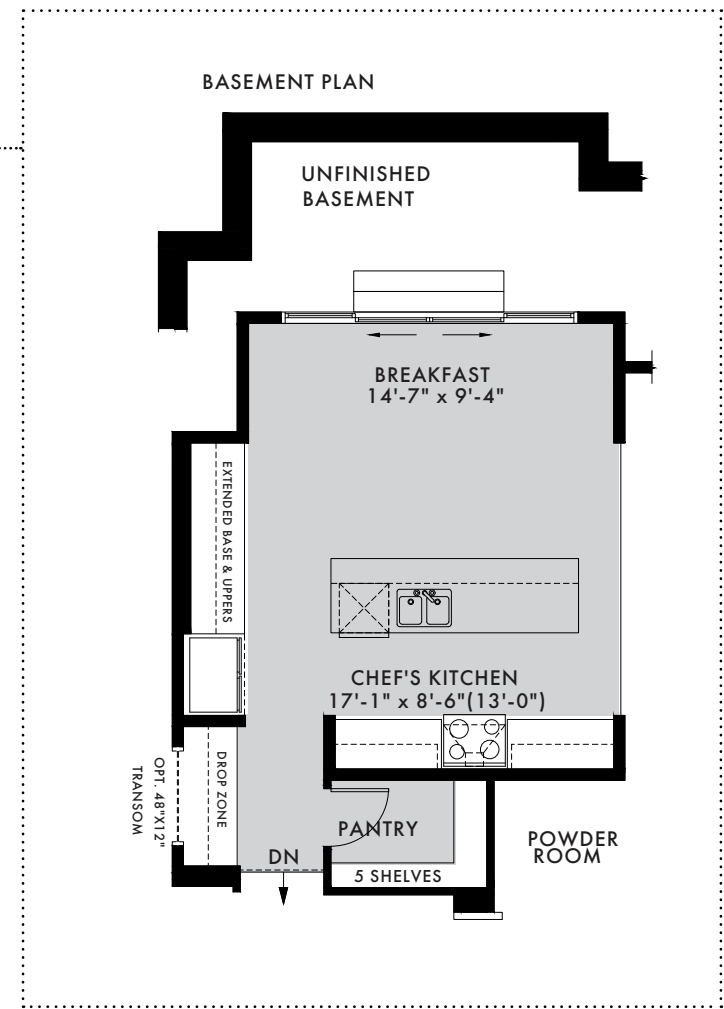 BASEMENT PLAN
UNFINISHED
BASEMENT
BREAKFAST
14'-7" x 9'-4"
EXTENDED BASE & UPPERS
CHEF'S KITCHEN
17'-1" x 8'-6"(13'-0")
DROP ZONE
OPT. 48"X12"
TRANSOM
PANTRY
POWDER
ROOM
DN
5 SHELVES